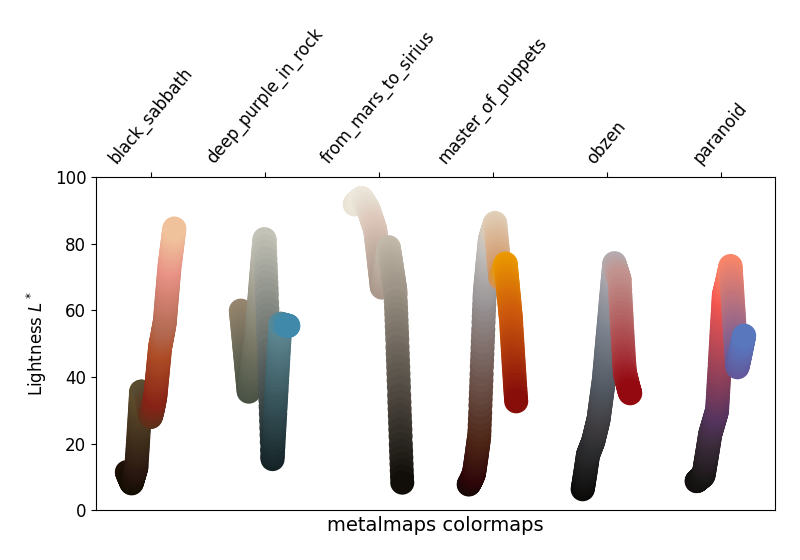 black_sabbath
deep_purple_in_rock
from_mars_to_sirius
master_of_puppets
obzen
paranoid
100
80
60
40
20
0
Lightness L*
metalmaps colormaps